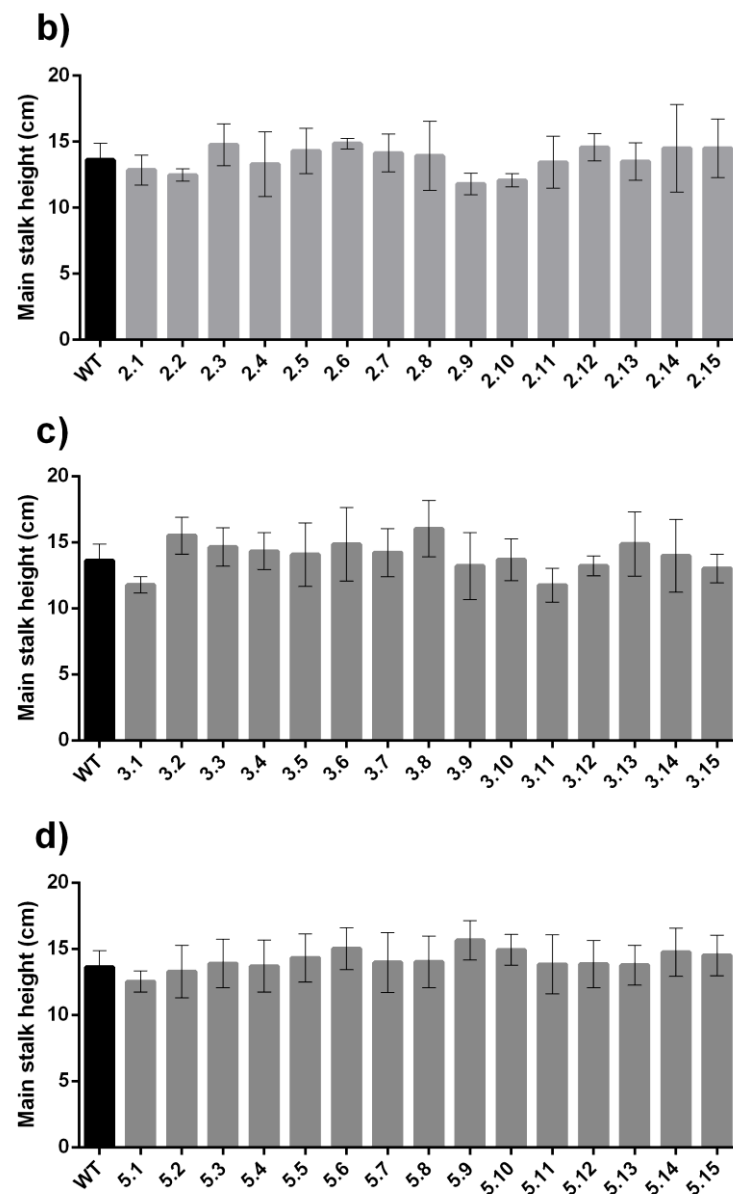 b)
Main stalk height (cm)
20
15
10
5
0
WT 2.1 2.2 2.3 2.4 2.5 2.6 2.7 2.8 2.9 2.10 2.11 2.12 2.13 2.14 2.15
c)
Main stalk height (cm)
20
15
10
5
0
WT 3.1 3.2 3.3 3.4 3.5 3.6 3.7 3.8 3.9 3.10 3.11 3.12 3.13 3.14 3.15
d)
Main stalk height (cm)
20
15
10
5
0
WT 5.1 5.2 5.3 5.4 5.5 5.6 5.7 5.8 5.9 5.10 5.11 5.12 5.13 5.14 5.15